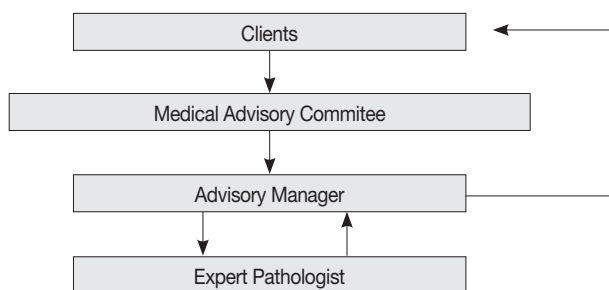 Clients
Medical Advisory Commitee
Advisory Manager
Expert Pathologist